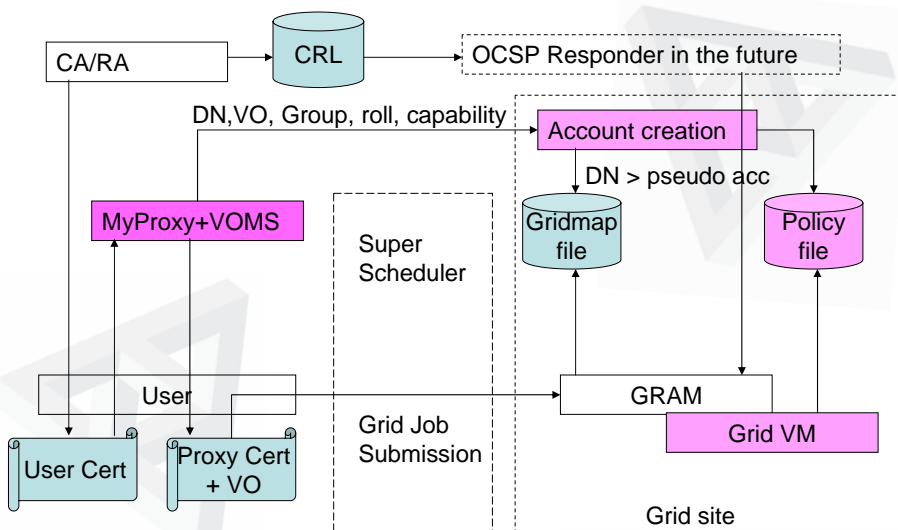 CA/RA
CRL
OCSP Responder in the future
DN,VO, Group, roll, capability
Account creation
DN > pseudo acc
MyProxy+VOMS
Super
Scheduler
Gridmap
file
Policy
file
User
GRAM
Grid Job
Submission
Grid VM
User Cert
Proxy Cert
+ VO
Grid site